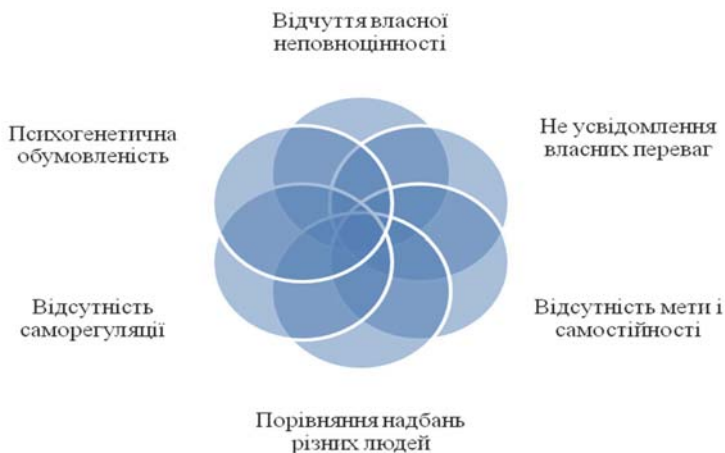 Відчуття власної
неповноцінності
Психогенетична
обумовленість
Не усвідомлення
власних переваг
Відсутність
саморегуляції
Відсутність мети і
самостійності
Порівняння надбань
різних людей